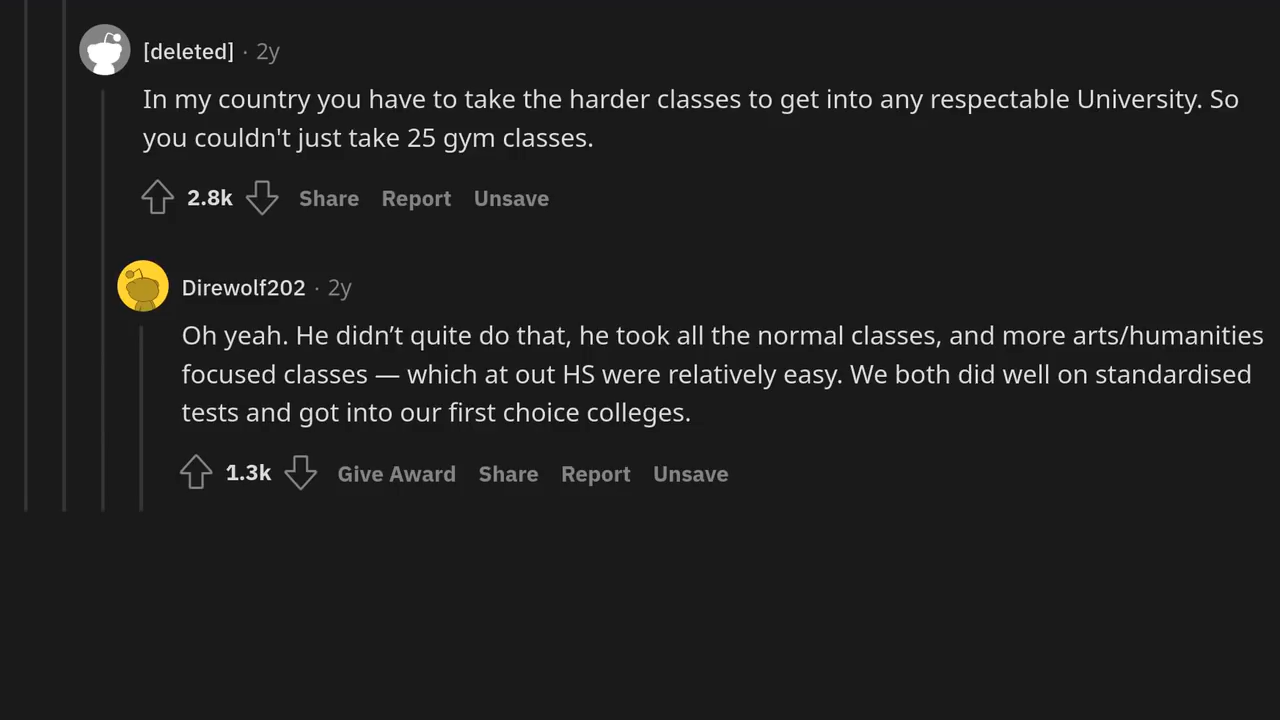 [deleted] · 2y
In my country you have to take the harder classes to get into any respectable University. So
you couldn't just take 25 gym classes.
2.8k Share Report Unsave
Direwolf202 · 2y
Oh yeah. He didn’t quite do that, he took all the normal classes, and more arts/humanities
focused classes — which at out HS were relatively easy. We both did well on standardised
tests and got into our first choice colleges.
1.3k Give Award Share Report Unsave